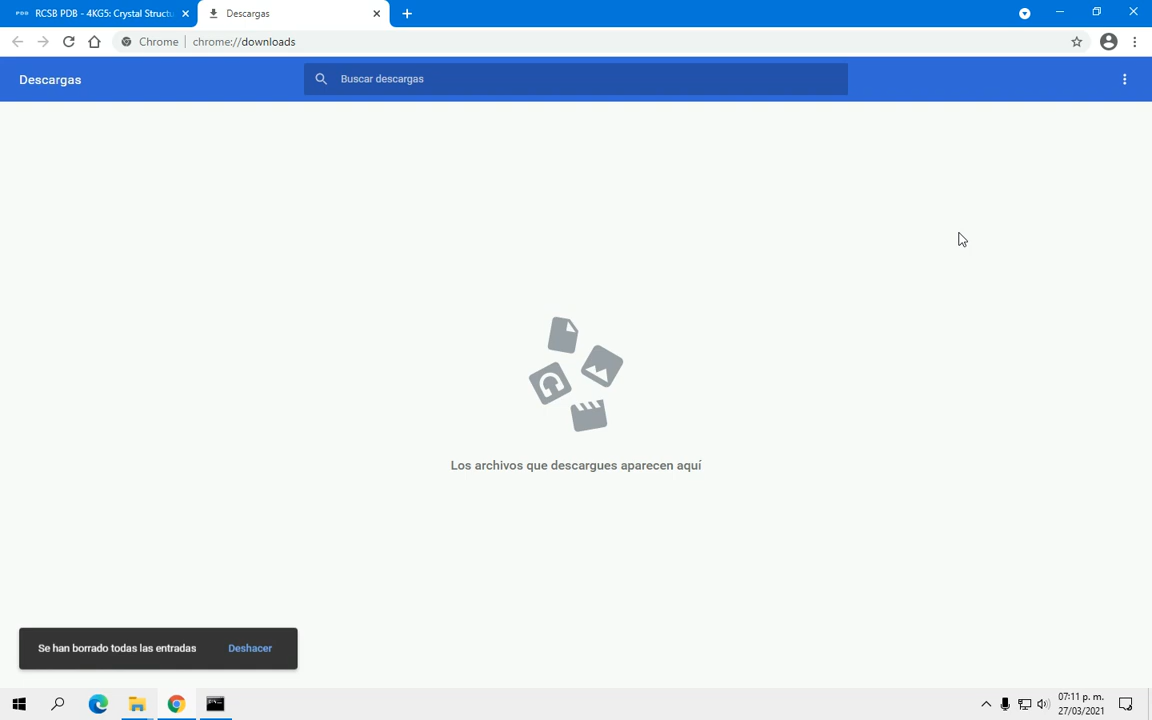 PDB RCSB PDB - 4KG5: Crystal Structu
Descargas
Chrome | chrome://downloads
Descargas
Buscar descargas
Los archivos que descargues aparecen aquí
Se han borrado todas las entradas Deshacer
07:11 p. m.
27/03/2021